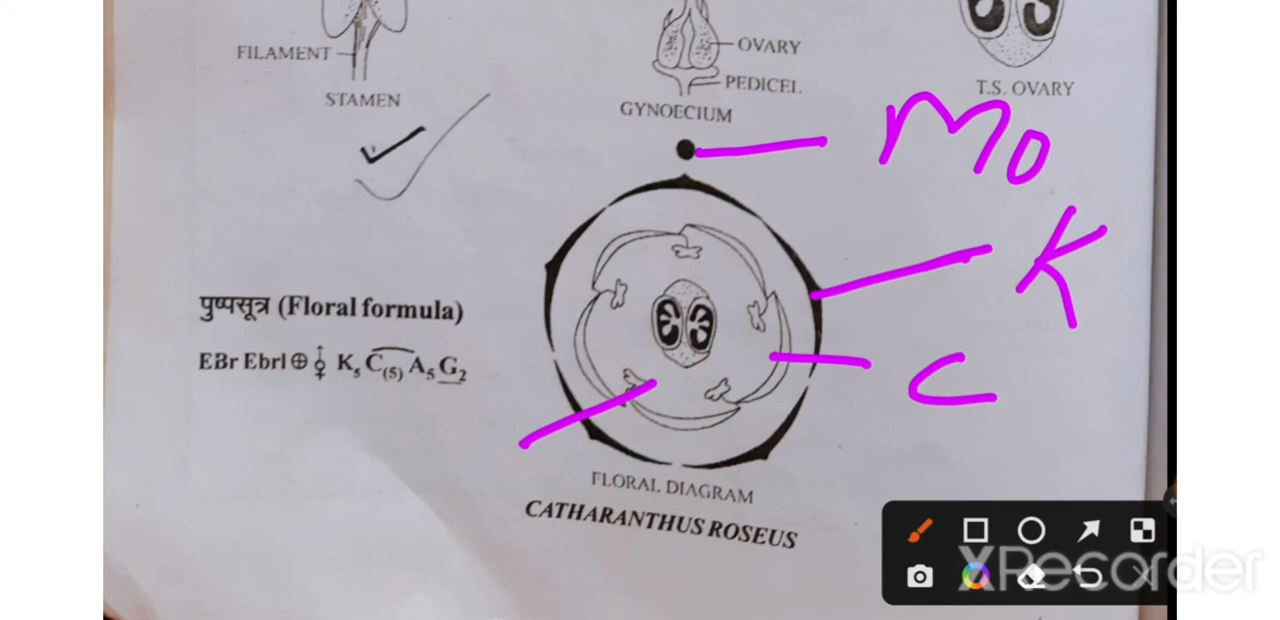 FILAMENT
STAMEN
OVARY
PEDICEL
GYNOECIUM
T.S. OVARY
Mo
K
C
पुष्पसूत्र (Floral formula)
EBr Ebrl ⊕ ⚥ K₅ C₍₅₎ A₅ G₂
FLORAL DIAGRAM
CATHARANTHUS ROSEUS
XRecorder